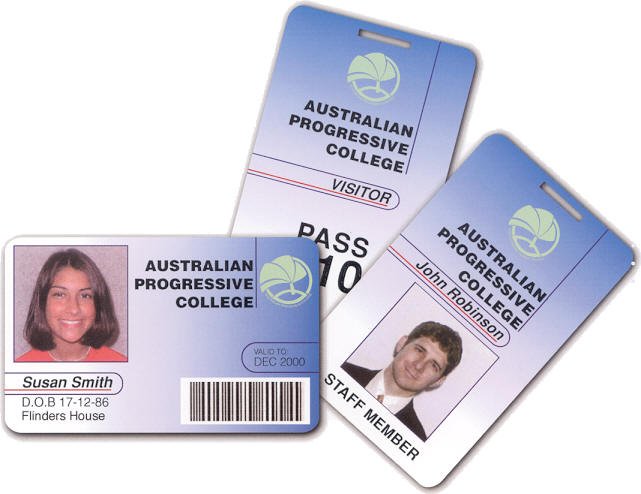 AUSTRALIAN
PROGRESSIVE
COLLEGE
VISITOR
PASS
10
AUSTRALIAN
PROGRESSIVE
COLLEGE
John Robinson
STAFF MEMBER
AUSTRALIAN
PROGRESSIVE
COLLEGE
VALID TO:
DEC 2000
Susan Smith
D.O.B 17-12-86
Flinders House